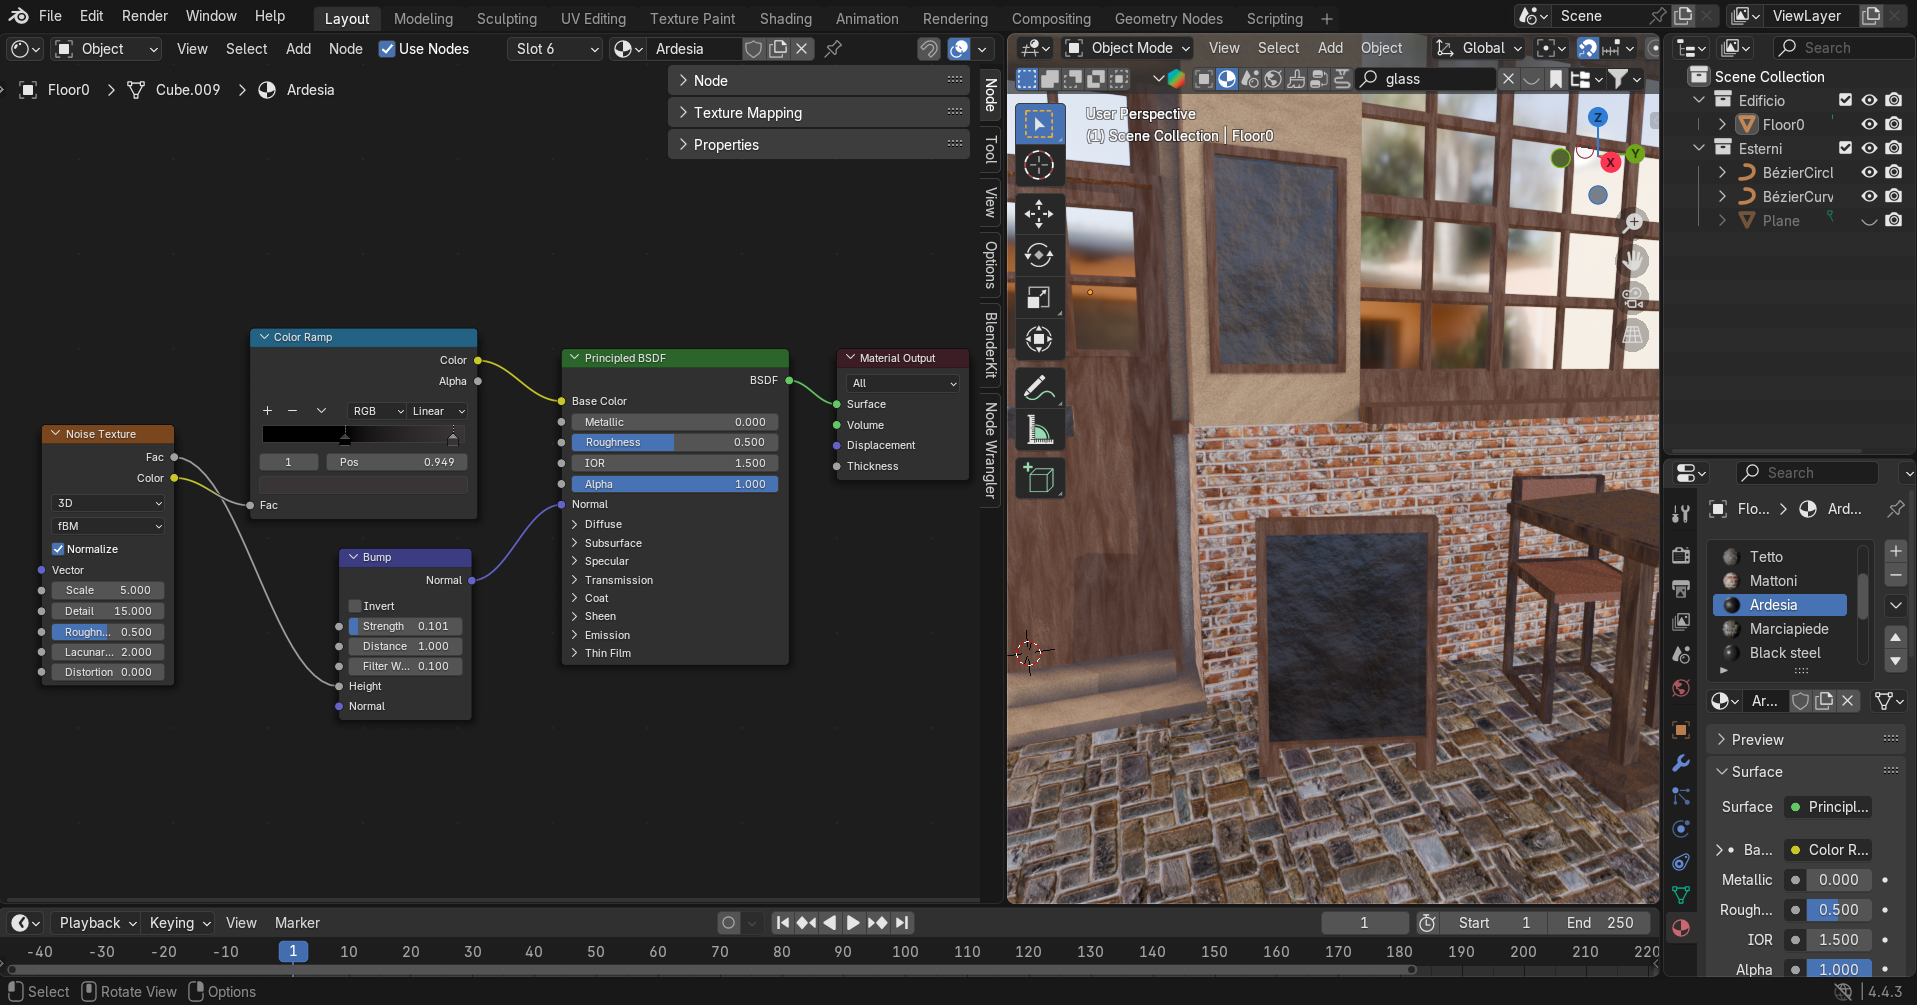 File Edit Render Window Help Layout Modeling Sculpting UV Editing Texture Paint Shading Animation Rendering Compositing Geometry Nodes Scripting + Scene ViewLayer
Object View Select Add Node Use Nodes Slot 6 Ardesia
Object Mode View Select Add Object Global
Search
Floor0 > Cube.009 > Ardesia
Node
Texture Mapping
Properties
Node
Tool
View
Options
BlenderKit
Node Wrangler
Color Ramp
Color
Alpha
RGB Linear
1 Pos 0.949
Fac
Noise Texture
Fac
Color
3D
fBM
Normalize
Vector
Scale 5.000
Detail 15.000
Roughn... 0.500
Lacunar... 2.000
Distortion 0.000
Bump
Normal
Invert
Strength 0.101
Distance 1.000
Filter W... 0.100
Height
Normal
Principled BSDF
BSDF
Base Color
Metallic 0.000
Roughness 0.500
IOR 1.500
Alpha 1.000
Normal
Diffuse
Subsurface
Specular
Transmission
Coat
Sheen
Emission
Thin Film
Material Output
All
Surface
Volume
Displacement
Thickness
glass
User Perspective
(1) Scene Collection | Floor0
Z
Y
X
Scene Collection
Edificio
Floor0
Esterni
BézierCircl
BézierCurv
Plane
Search
Flo... > Ard...
Tetto
Mattoni
Ardesia
Marciapiede
Black steel
Ar...
Preview
Surface
Surface Principl...
Ba... Color R...
Metallic 0.000
Rough... 0.500
IOR 1.500
Alpha 1.000
Playback Keying View Marker
1 Start 1 End 250
-40 -20 -10 1 10 20 30 40 50 60 70 80 90 100 110 120 130 140 150 160 170 180 190 200 210 220
Select Rotate View Options
4.4.3